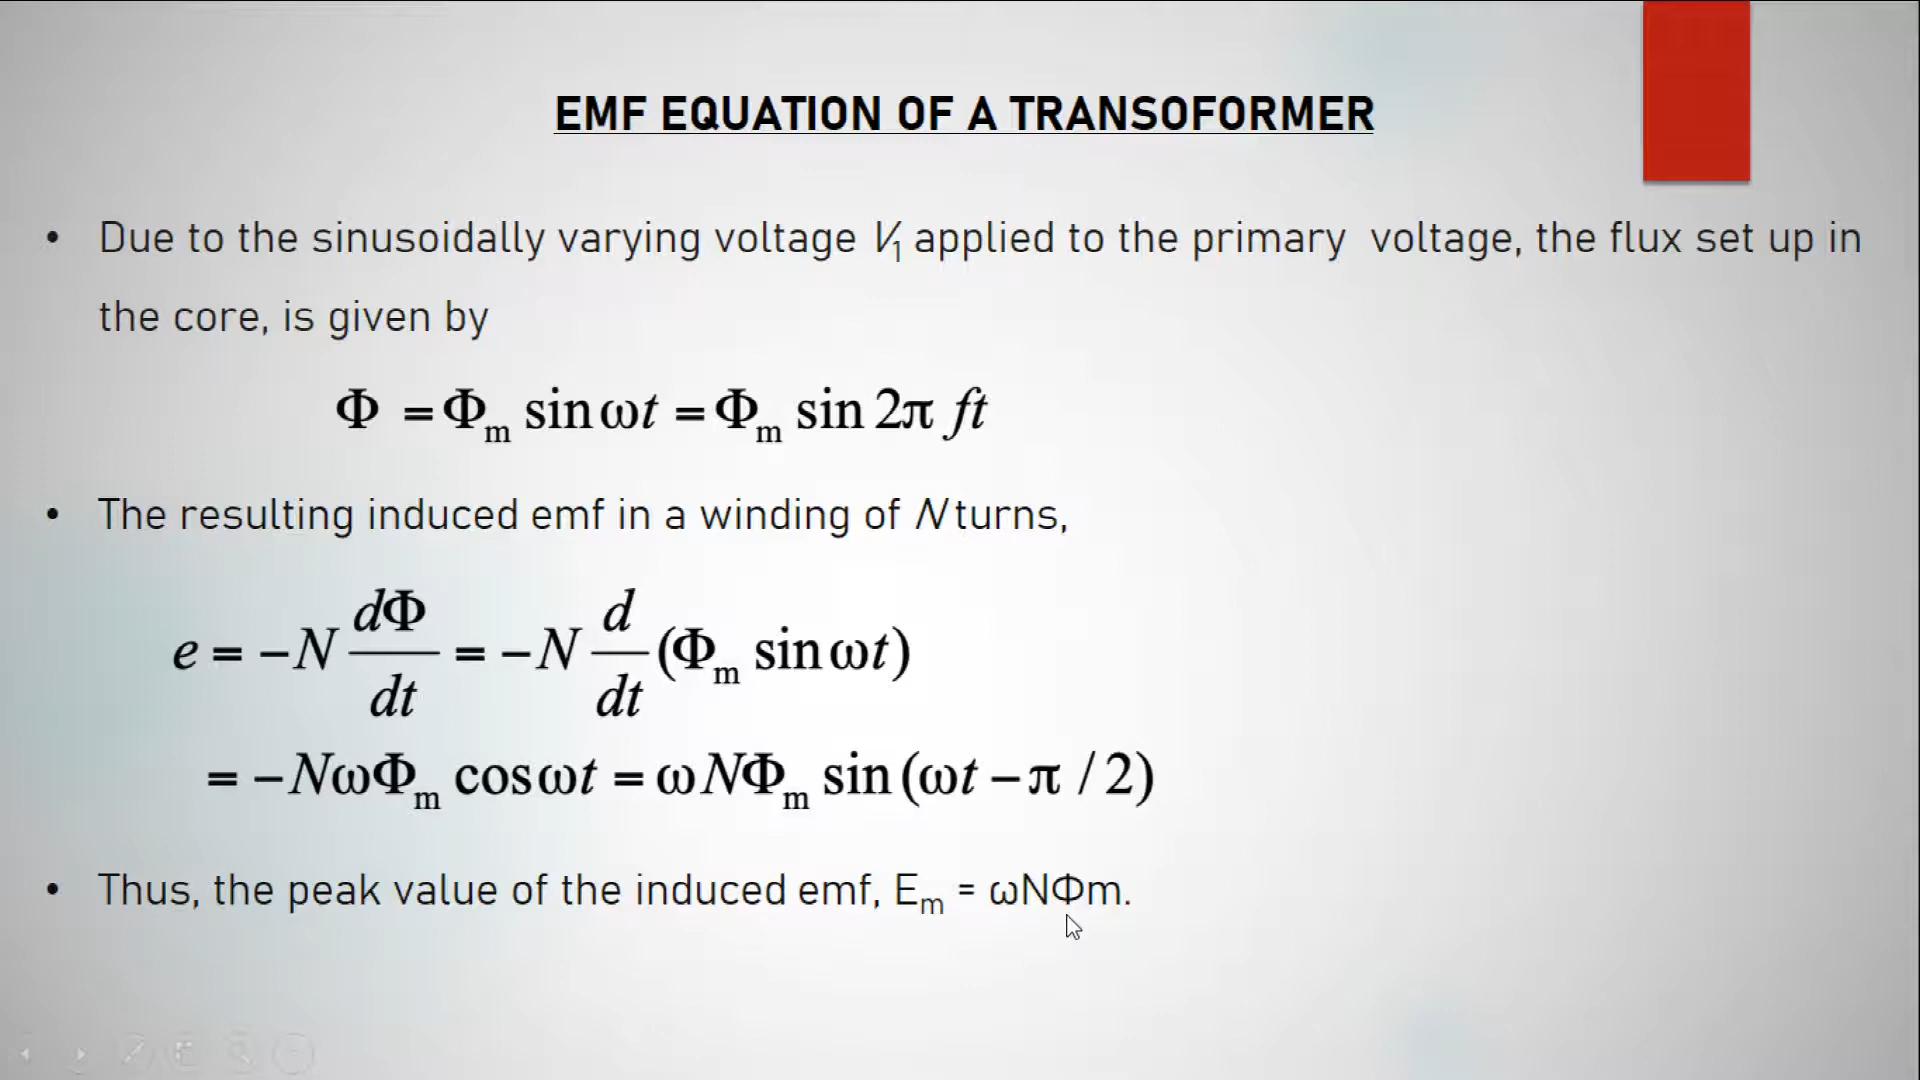 EMF EQUATION OF A TRANSOFORMER
• Due to the sinusoidally varying voltage V₁ applied to the primary voltage, the flux set up in
the core, is given by
Φ = Φₘ sin ωt = Φₘ sin 2π ft
• The resulting induced emf in a winding of N turns,
e = −N dΦ/dt = −N d/dt (Φₘ sin ωt)
= −NωΦₘ cos ωt = ωNΦₘ sin (ωt − π / 2)
• Thus, the peak value of the induced emf, Eₘ = ωNΦm.